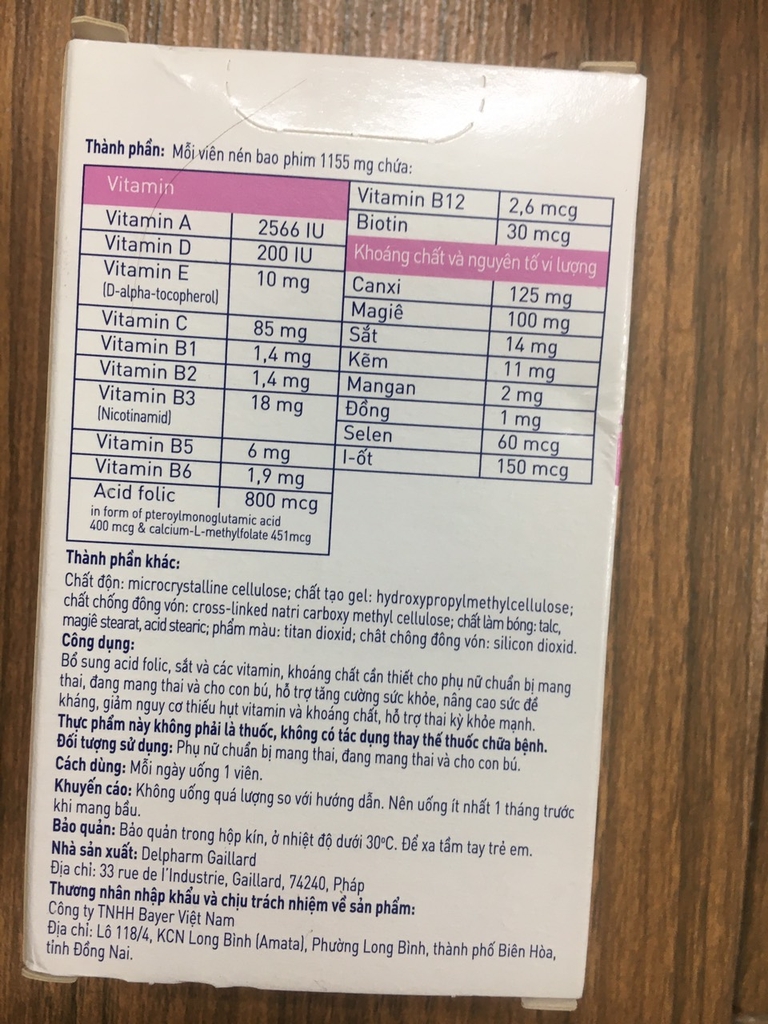 Thành phần: Mỗi viên nén bao phim 1155 mg chứa:
Vitamin
Vitamin A 2566 IU
Vitamin D 200 IU
Vitamin E 10 mg
(D-alpha-tocopherol)
Vitamin C 85 mg
Vitamin B1 1,4 mg
Vitamin B2 1,4 mg
Vitamin B3 18 mg
(Nicotinamid)
Vitamin B5 6 mg
Vitamin B6 1,9 mg
Acid folic 800 mcg
in form of pteroylmonoglutamic acid
400 mcg & calcium-L-methylfolate 451mcg
Vitamin B12 2,6 mcg
Biotin 30 mcg
Khoáng chất và nguyên tố vi lượng
Canxi 125 mg
Magiê 100 mg
Sắt 14 mg
Kẽm 11 mg
Mangan 2 mg
Đồng 1 mg
Selen 60 mcg
I-ốt 150 mcg
Thành phần khác:
Chất độn: microcrystalline cellulose; chất tạo gel: hydroxypropylmethylcellulose;
chất chống đông vón: cross-linked natri carboxy methyl cellulose; chất làm bóng: talc,
magiê stearat, acid stearic; phẩm màu: titan dioxid; chât chông đông vón: silicon dioxid.
Công dụng:
Bổ sung acid folic, sắt và các vitamin, khoáng chất cần thiết cho phụ nữ chuẩn bị mang
thai, đang mang thai và cho con bú, hỗ trợ tăng cường sức khỏe, nâng cao sức đề
kháng, giảm nguy cơ thiếu hụt vitamin và khoáng chất, hỗ trợ thai kỳ khỏe mạnh.
Thực phẩm này không phải là thuốc, không có tác dụng thay thế thuốc chữa bệnh.
Đối tượng sử dụng: Phụ nữ chuẩn bị mang thai, đang mang thai và cho con bú.
Cách dùng: Mỗi ngày uống 1 viên.
Khuyến cáo: Không uống quá lượng so với hướng dẫn. Nên uống ít nhất 1 tháng trước
khi mang bầu.
Bảo quản: Bảo quản trong hộp kín, ở nhiệt độ dưới 30ºC. Để xa tầm tay trẻ em.
Nhà sản xuất: Delpharm Gaillard
Địa chỉ: 33 rue de l'Industrie, Gaillard, 74240, Pháp
Thương nhân nhập khẩu và chịu trách nhiệm về sản phẩm:
Công ty TNHH Bayer Việt Nam
Địa chỉ: Lô 118/4, KCN Long Bình (Amata), Phường Long Bình, thành phố Biên Hòa,
tỉnh Đồng Nai.